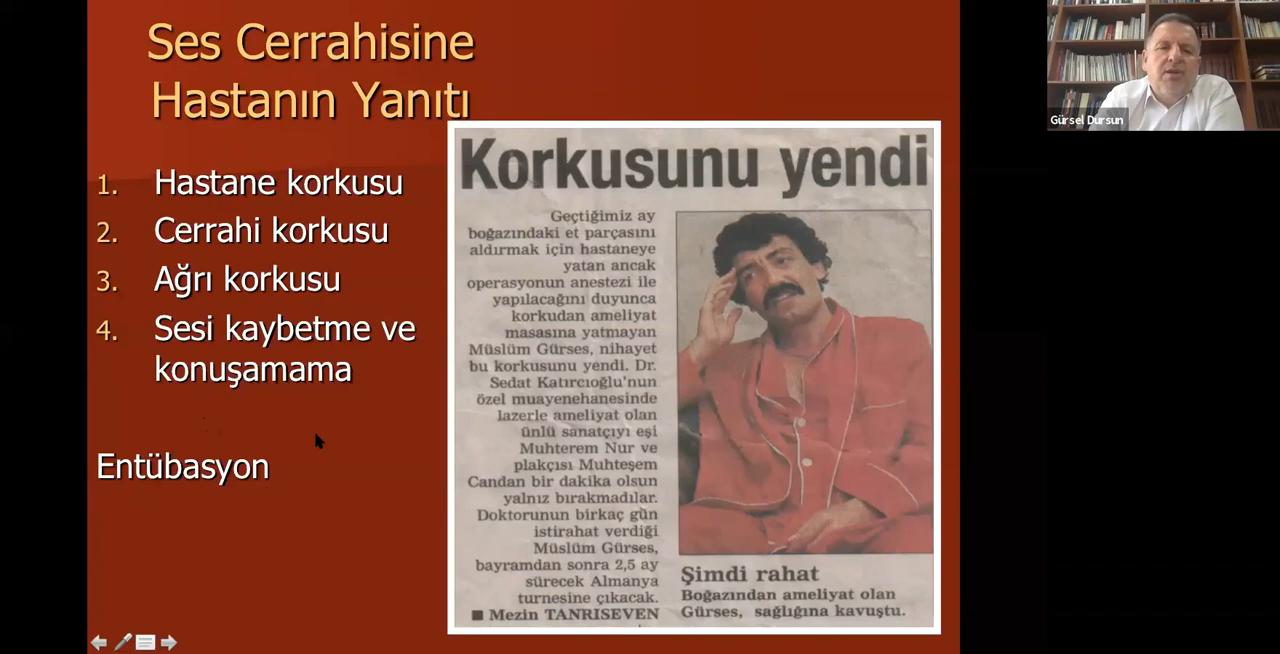 Ses Cerrahisine
Hastanın Yanıtı
1. Hastane korkusu
2. Cerrahi korkusu
3. Ağrı korkusu
4. Sesi kaybetme ve
konuşamama
Entübasyon
Korkusunu yendi
Geçtiğimiz ay
boğazındaki et parçasını
aldırmak için hastaneye
yatan ancak
operasyonun anestezi ile
yapılacağını duyunca
korkudan ameliyat
masasına yatmayan
Müslüm Gürses, nihayet
bu korkusunu yendi. Dr.
Sedat Katırcıoğlu'nun
özel muayenehanesinde
lazerle ameliyat olan
ünlü sanatçıyı eşi
Muhterem Nur ve
plakçısı Muhteşem
Candan bir dakika olsun
yalnız bırakmadılar.
Doktorunun birkaç gün
istirahat verdiği
Müslüm Gürses,
bayramdan sonra 2,5 ay
sürecek Almanya
turnesine çıkacak.
■ Mezin TANRISEVEN
Şimdi rahat
Boğazından ameliyat olan
Gürses, sağlığına kavuştu.
Gürsel Dursun